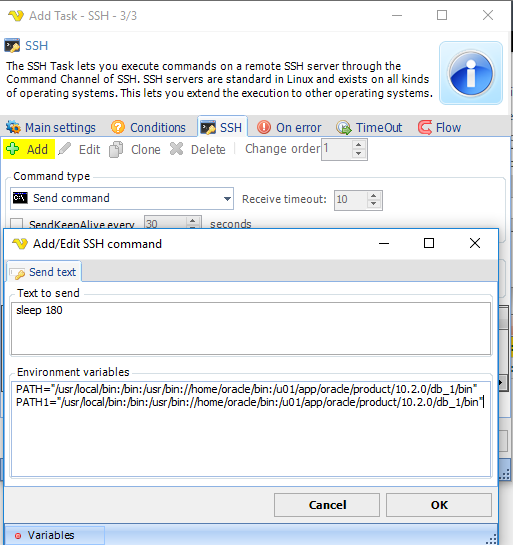 Add Task - SSH - 3/3
SSH
The SSH Task lets you execute commands on a remote SSH server through the
Command Channel of SSH. SSH servers are standard in Linux and exists on all kinds
of operating systems. This lets you extend the execution to other operating systems.
Main settings Conditions SSH On error TimeOut Flow
Add Edit Clone Delete Change order 1
Command type
C:\ Send command Receive timeout: 10
SendKeepAlive every 30 seconds
Add/Edit SSH command
Send text
Text to send
sleep 180
Environment variables
PATH="/usr/local/bin:/bin:/usr/bin://home/oracle/bin:/u01/app/oracle/product/10.2.0/db_1/bin"
PATH1="/usr/local/bin:/bin:/usr/bin://home/oracle/bin:/u01/app/oracle/product/10.2.0/db_1/bin"
Cancel OK
Variables